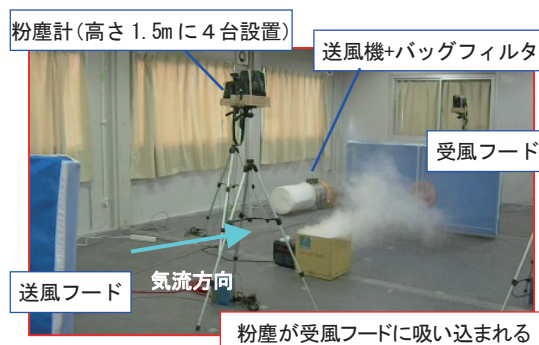 粉塵計(高さ1.5mに４台設置)
送風機+バッグフィルタ
受風フード
送風フード
気流方向
粉塵が受風フードに吸い込まれる